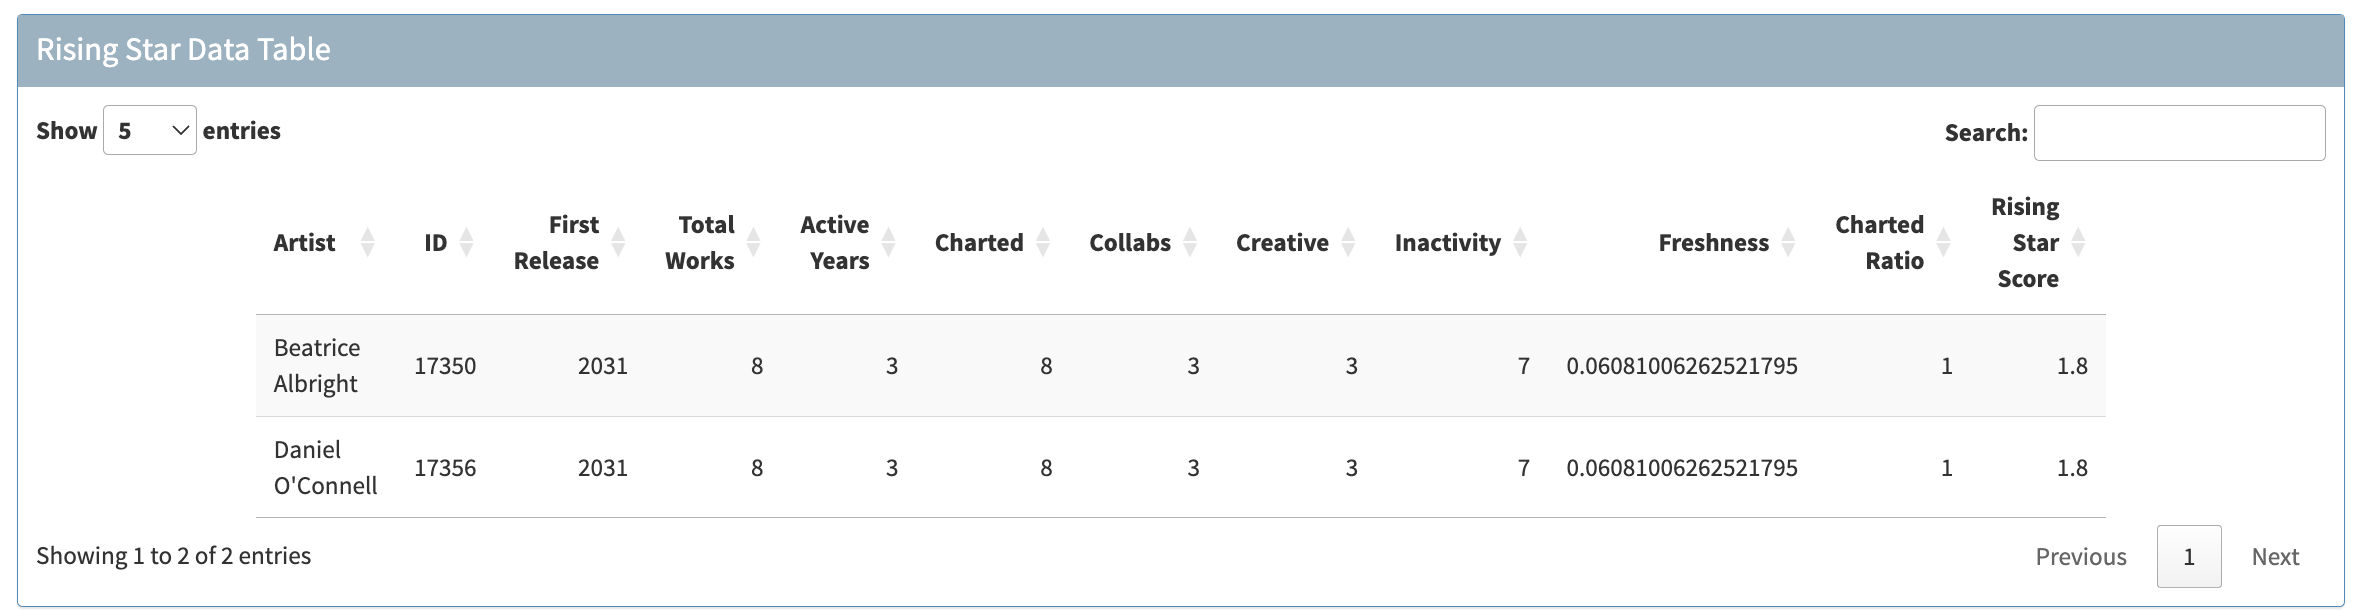 Rising Star Data Table
Show 5 entries
Search:
Artist ID First Release Total Works Active Years Charted Collabs Creative Inactivity Freshness Charted Ratio Rising Star Score
Beatrice Albright 17350 2031 8 3 8 3 3 7 0.06081006262521795 1 1.8
Daniel O'Connell 17356 2031 8 3 8 3 3 7 0.06081006262521795 1 1.8
Showing 1 to 2 of 2 entries
Previous 1 Next